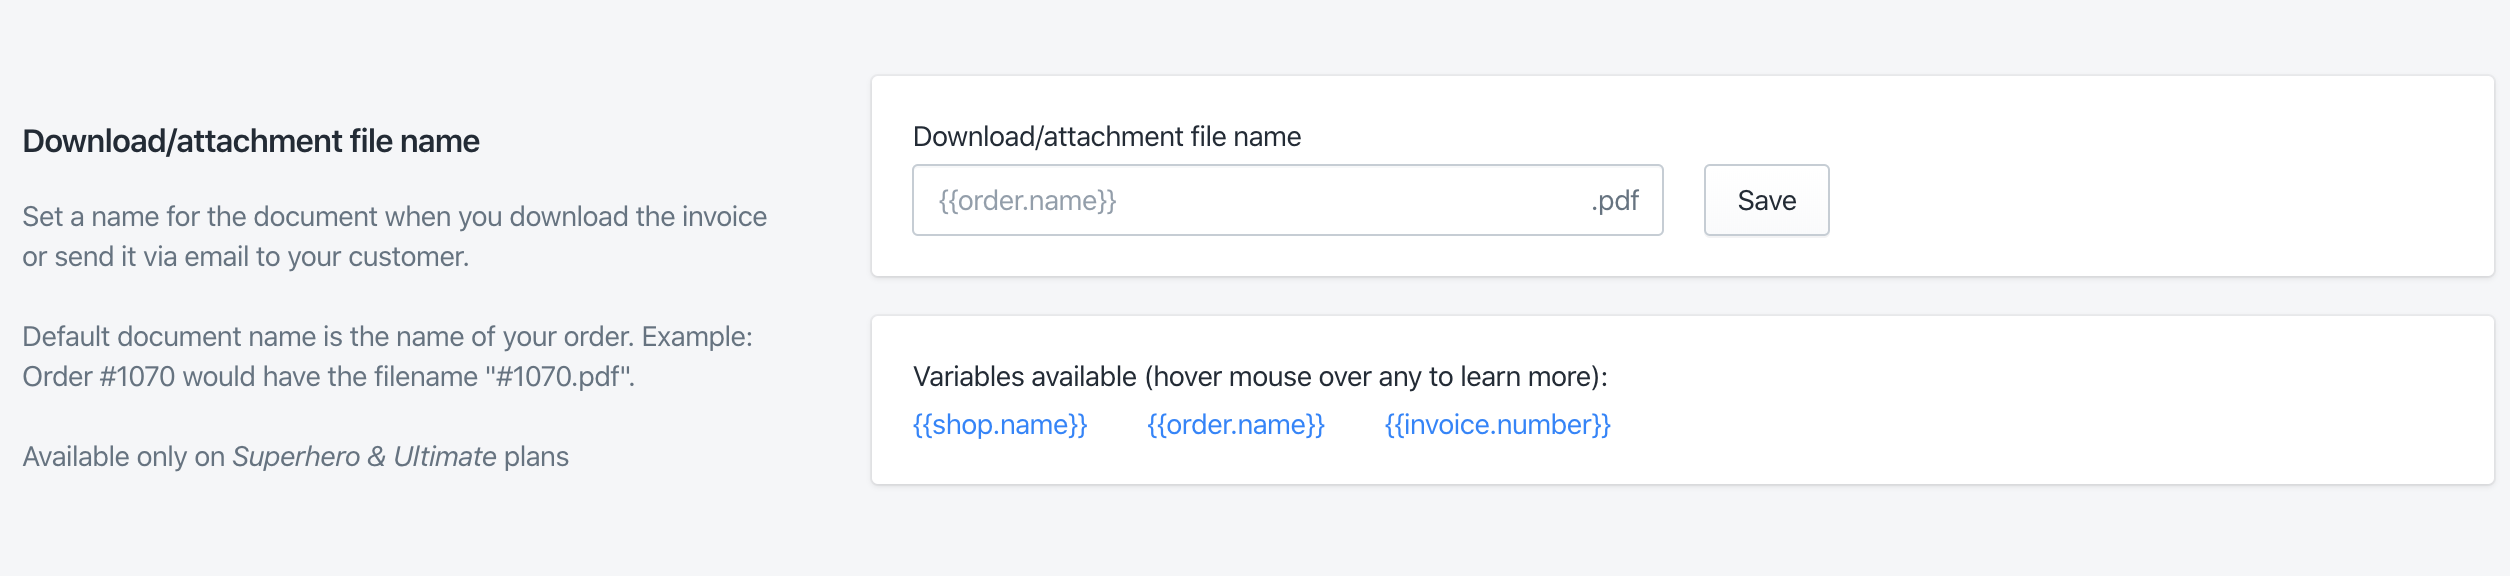 Download/attachment file name
Set a name for the document when you download the invoice
or send it via email to your customer.
Default document name is the name of your order. Example:
Order #1070 would have the filename "#1070.pdf".
Available only on Superhero & Ultimate plans
Download/attachment file name
{{order.name}} .pdf Save
Variables available (hover mouse over any to learn more):
{{shop.name}} {{order.name}} {{invoice.number}}